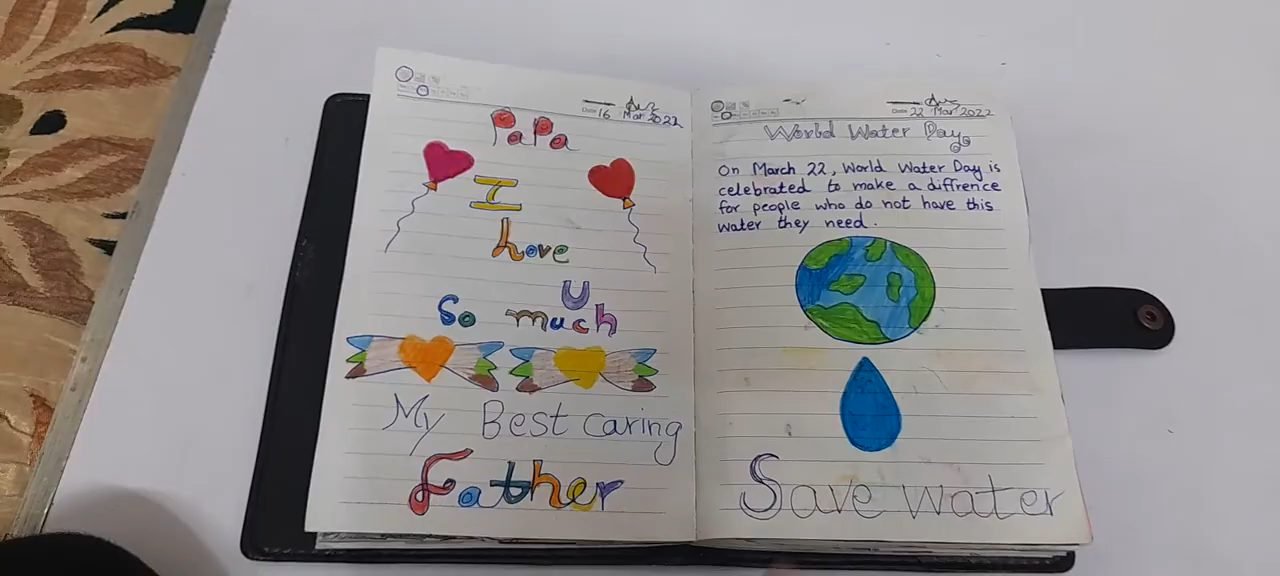 Date 16 Mar 2022
PaPa
I
love
U
So much
My Best caring
Father
Date 22 Mar 2022
World Water Day
On March 22, World Water Day is
celebrated to make a diffrence
for people who do not have this
water they need.
Save water